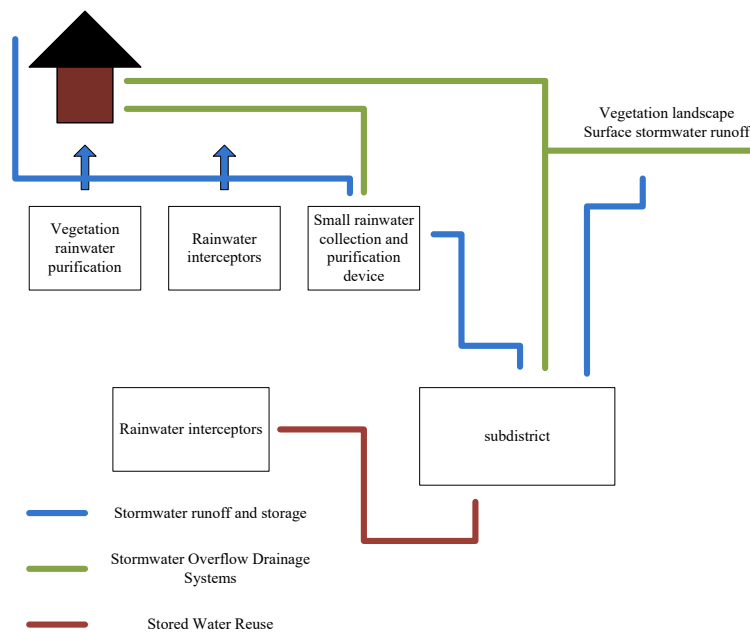 Vegetation landscape
Surface stormwater runoff
Vegetation
rainwater
purification
Rainwater
interceptors
Small rainwater
collection and
purification
device
Rainwater interceptors
subdistrict
Stormwater runoff and storage
Stormwater Overflow Drainage
Systems
Stored Water Reuse